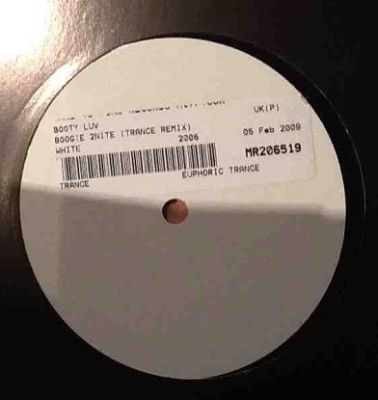 BOOTY LUV UK(P)
BOOGIE 2NITE (TRANCE REMIX) 05 Feb 2009
WHITE 2006 MR206519
TRANCE EUPHORIC TRANCE